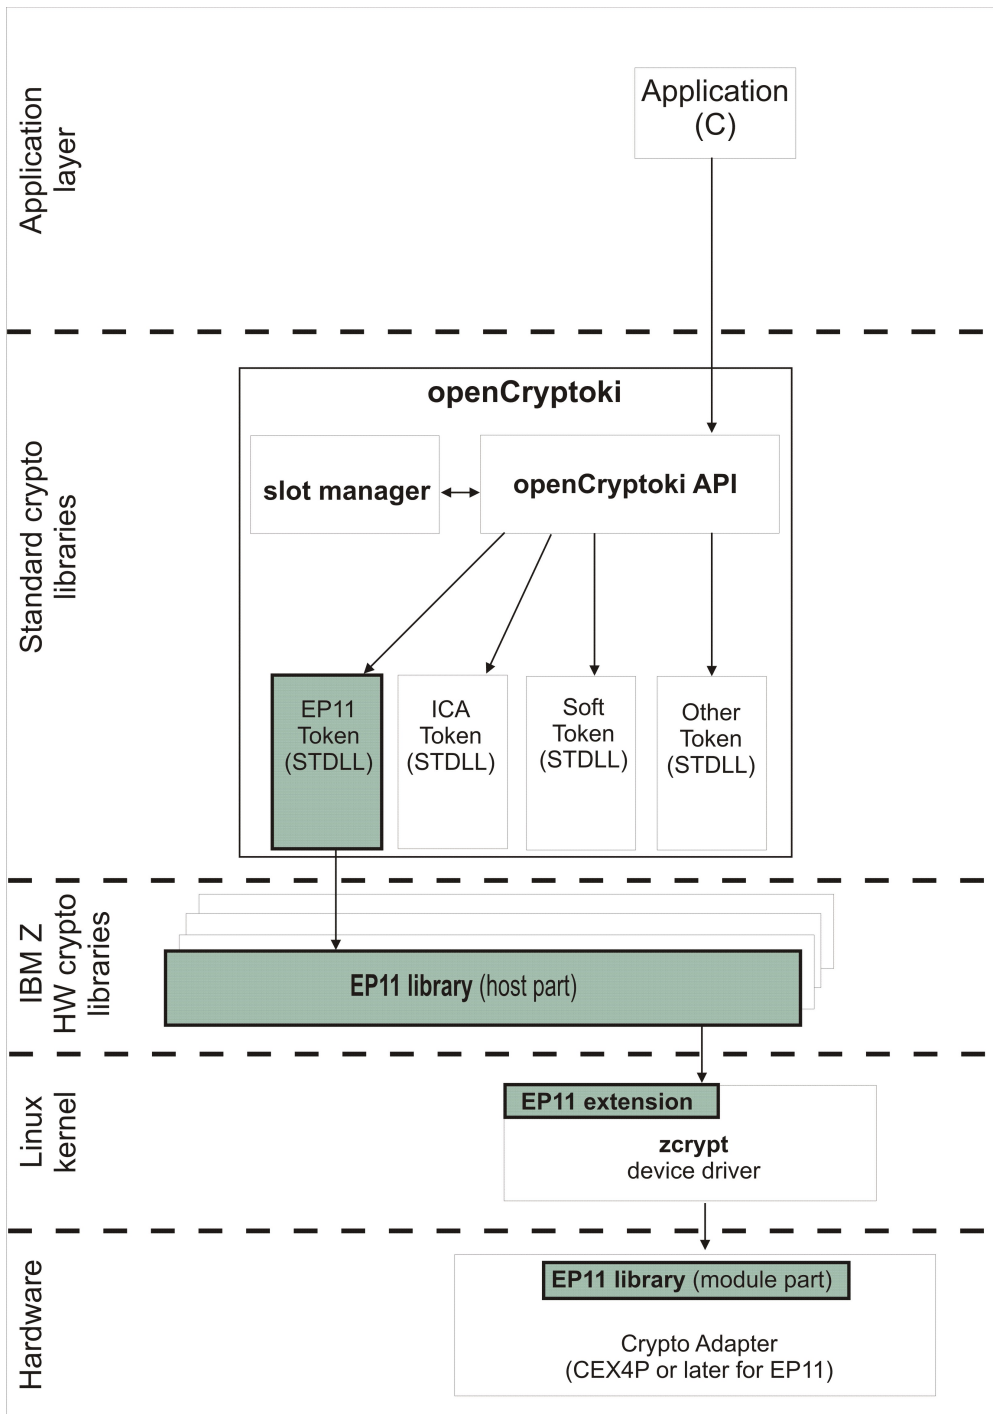 Application
layer
Application
(C)
Standard crypto
libraries
openCryptoki
slot manager
openCryptoki API
EP11
Token
(STDLL)
ICA
Token
(STDLL)
Soft
Token
(STDLL)
Other
Token
(STDLL)
IBM Z
HW crypto
libraries
EP11 library (host part)
Linux
kernel
EP11 extension
zcrypt
device driver
Hardware
EP11 library (module part)
Crypto Adapter
(CEX4P or later for EP11)